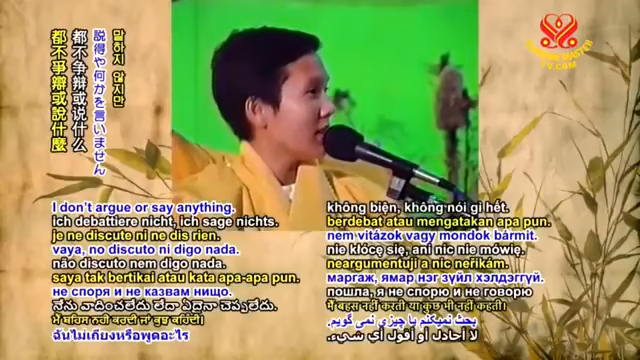 말하지 않지만
説得や何かを言いません
都不争辩或说什么
都不爭辯或說什麼
SUPREME MASTER
TV.COM
I don't argue or say anything.
ich debattiere nicht, ich sage nichts.
je ne discute ni ne dis rien.
vaya, no discuto ni digo nada.
não discuto nem digo nada.
saya tak bertikai atau kata apa-apa pun.
не споря и не казвам нищо.
నేను వాదించలేదు లేదా ఏదైనా చెప్పలేదు.
ਮੈਂ ਬਹਿਸ ਨਹੀਂ ਕਰਦੀ ਜਾਂ ਕੁਝ ਕਹਿੰਦੀ।
ฉันไม่เถียงหรือพูดอะไร
không biện, không nói gì hết.
berdebat atau mengatakan apa pun.
nem vitázok vagy mondok bármit.
nie kłócę się, ani nic nie mówię.
neargumentuji a nic neříkám.
маргаж, ямар нэг зүйл хэлдэггүй.
пошла, я не спорю и не говорю
मैं बहस नहीं करती या कुछ भी नहीं कहती।
بحث نمیکنم یا چیزی نمی گویم.
لا أجادل أو أقول أي شيء.